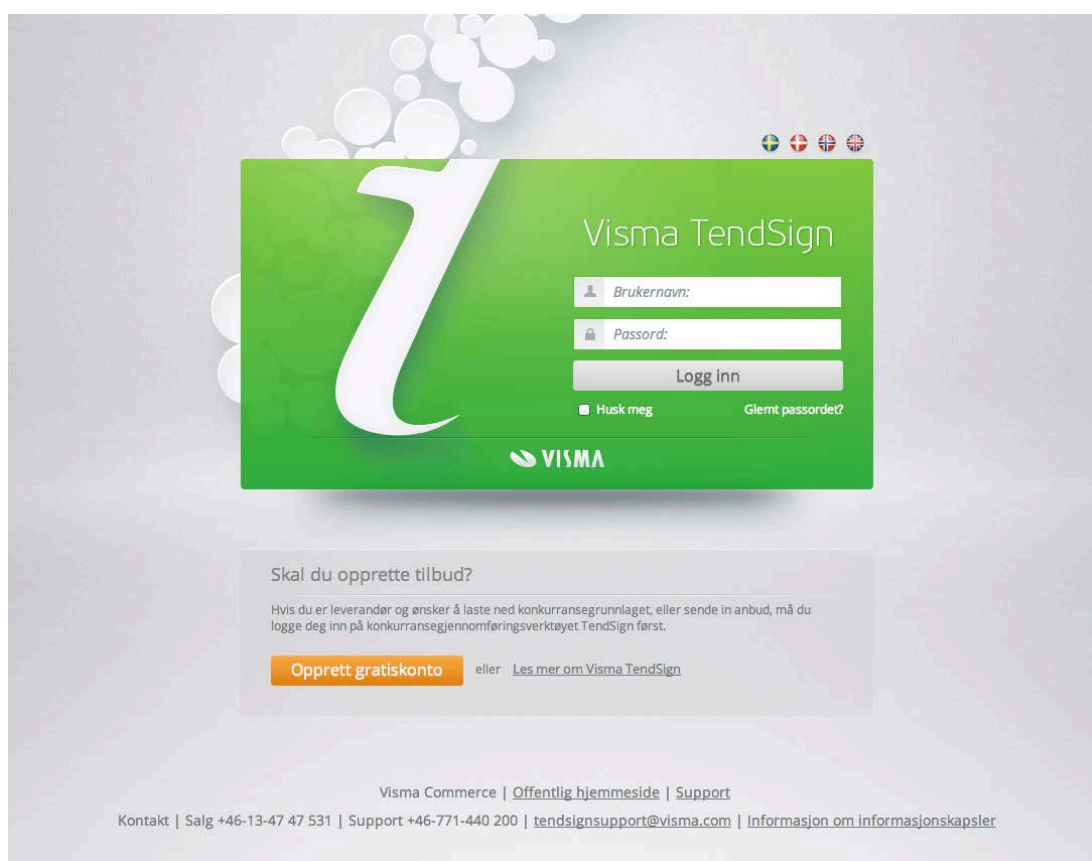 Visma TendSign
Brukernavn:
Passord:
Logg inn
Husk meg Glemt passordet?
VISMA
Skal du opprette tilbud?
Hvis du er leverandør og ønsker å laste ned konkurransegrunnlaget, eller sende in anbud, må du
logge deg inn på konkurransegjennomføringsverktøyet TendSign først.
Opprett gratiskonto eller Les mer om Visma TendSign
Visma Commerce | Offentlig hjemmeside | Support
Kontakt | Salg +46-13-47 47 531 | Support +46-771-440 200 | tendsignsupport@visma.com | Informasjon om informasjonskapsler